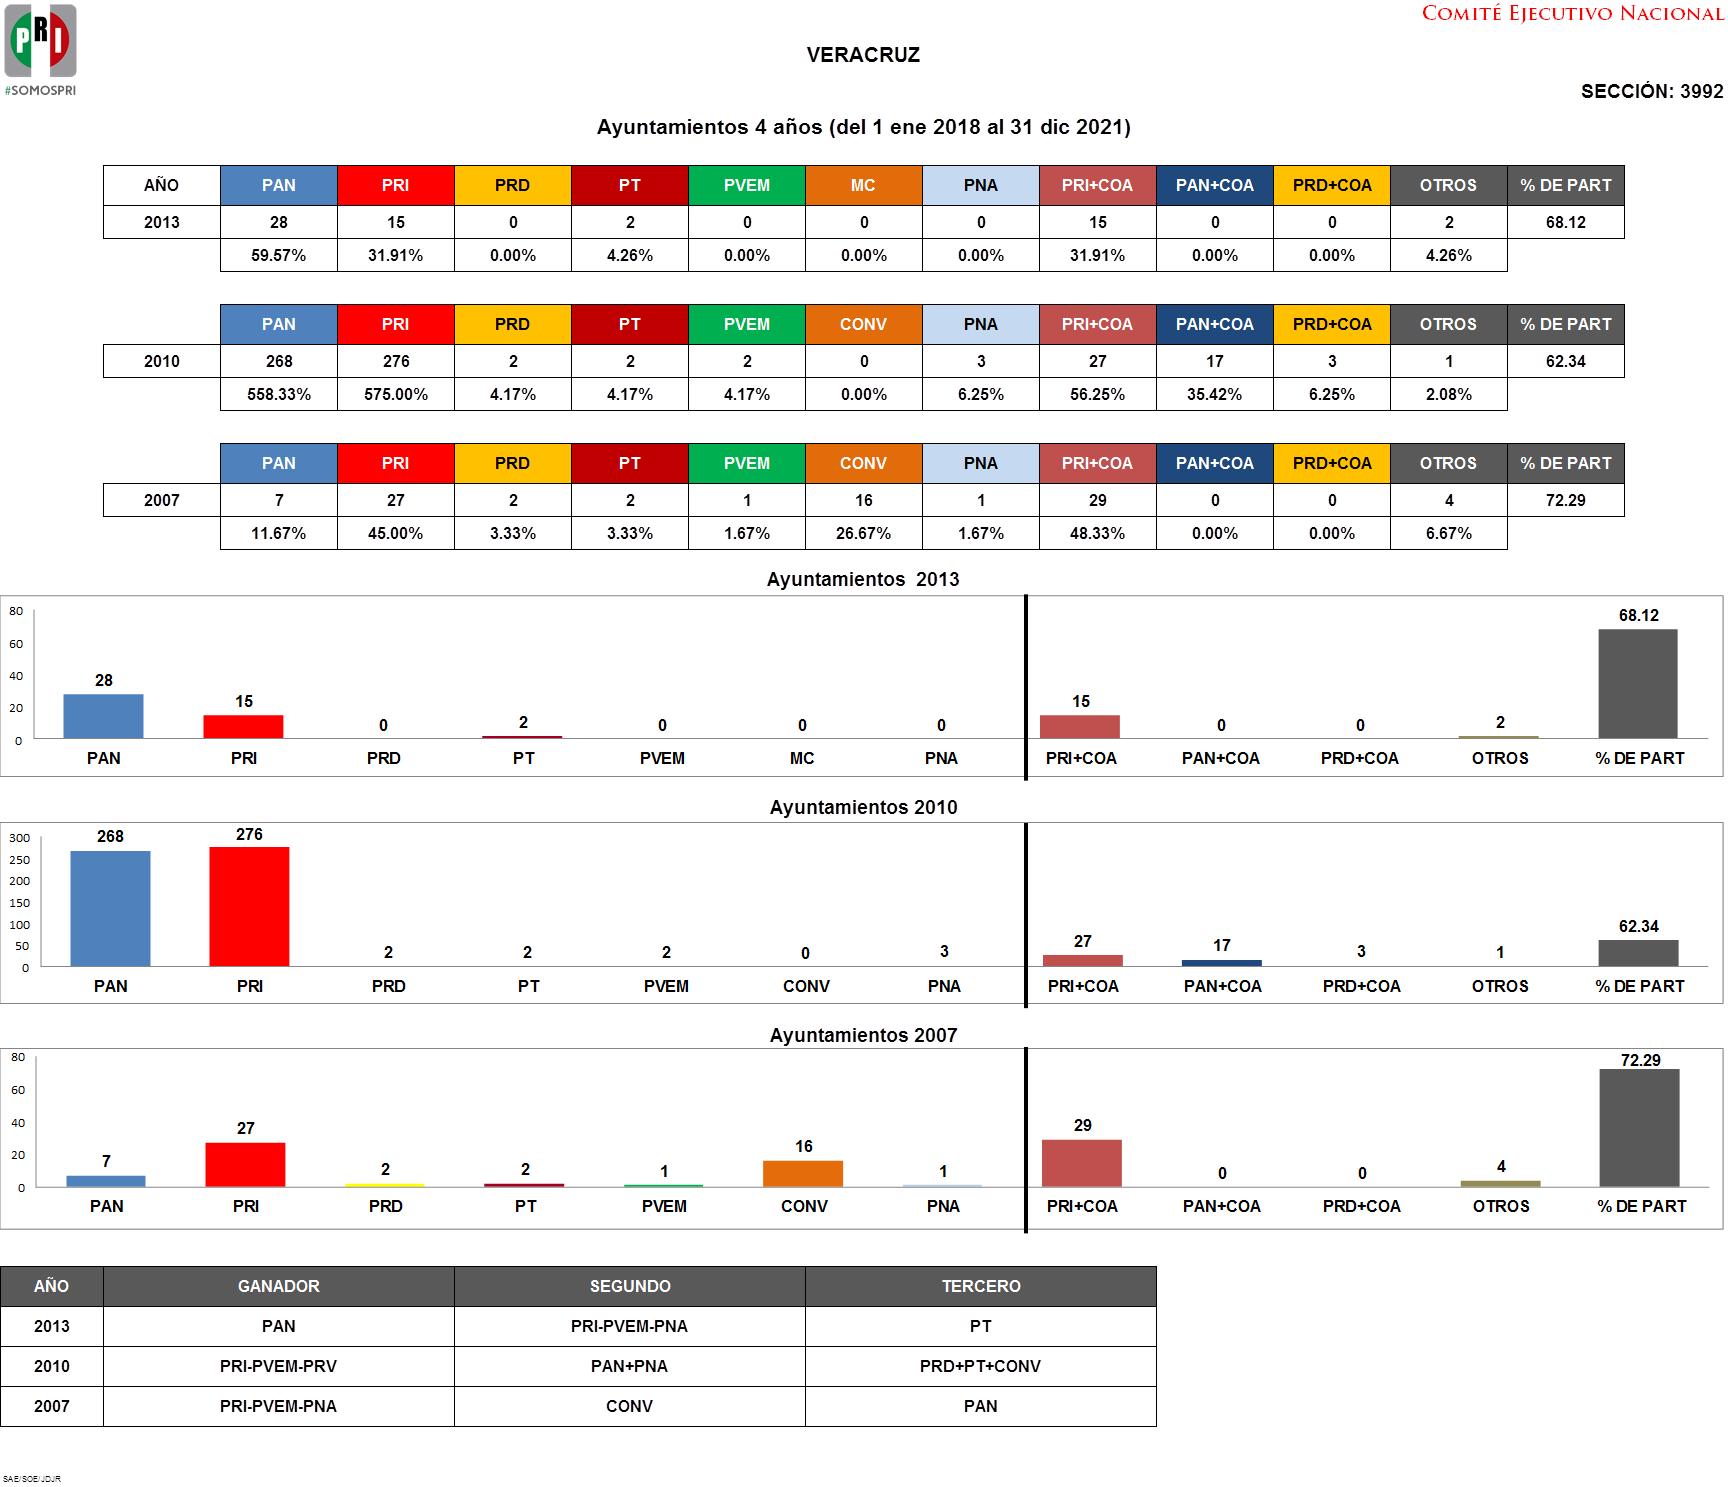 PRI
#SOMOSPRI
COMITÉ EJECUTIVO NACIONAL
VERACRUZ
SECCIÓN: 3992
Ayuntamientos 4 años (del 1 ene 2018 al 31 dic 2021)
AÑO PAN PRI PRD PT PVEM MC PNA PRI+COA PAN+COA PRD+COA OTROS % DE PART
2013 28 15 0 2 0 0 0 15 0 0 2 68.12
59.57% 31.91% 0.00% 4.26% 0.00% 0.00% 0.00% 31.91% 0.00% 0.00% 4.26%
PAN PRI PRD PT PVEM CONV PNA PRI+COA PAN+COA PRD+COA OTROS % DE PART
2010 268 276 2 2 2 0 3 27 17 3 1 62.34
558.33% 575.00% 4.17% 4.17% 4.17% 0.00% 6.25% 56.25% 35.42% 6.25% 2.08%
PAN PRI PRD PT PVEM CONV PNA PRI+COA PAN+COA PRD+COA OTROS % DE PART
2007 7 27 2 2 1 16 1 29 0 0 4 72.29
11.67% 45.00% 3.33% 3.33% 1.67% 26.67% 1.67% 48.33% 0.00% 0.00% 6.67%
Ayuntamientos 2013
80
60
40
20
0
28 15 0 2 0 0 0 15 0 0 2 68.12
PAN PRI PRD PT PVEM MC PNA PRI+COA PAN+COA PRD+COA OTROS % DE PART
Ayuntamientos 2010
300
250
200
150
100
50
0
268 276 2 2 2 0 3 27 17 3 1 62.34
PAN PRI PRD PT PVEM CONV PNA PRI+COA PAN+COA PRD+COA OTROS % DE PART
Ayuntamientos 2007
80
60
40
20
0
7 27 2 2 1 16 1 29 0 0 4 72.29
PAN PRI PRD PT PVEM CONV PNA PRI+COA PAN+COA PRD+COA OTROS % DE PART
AÑO GANADOR SEGUNDO TERCERO
2013 PAN PRI-PVEM-PNA PT
2010 PRI-PVEM-PRV PAN+PNA PRD+PT+CONV
2007 PRI-PVEM-PNA CONV PAN
SAE/SOE/JDJR